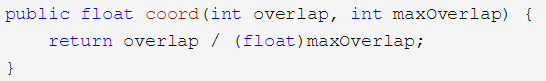 public float coord(int overlap, int maxOverlap) {
    return overlap / (float)maxOverlap;
}